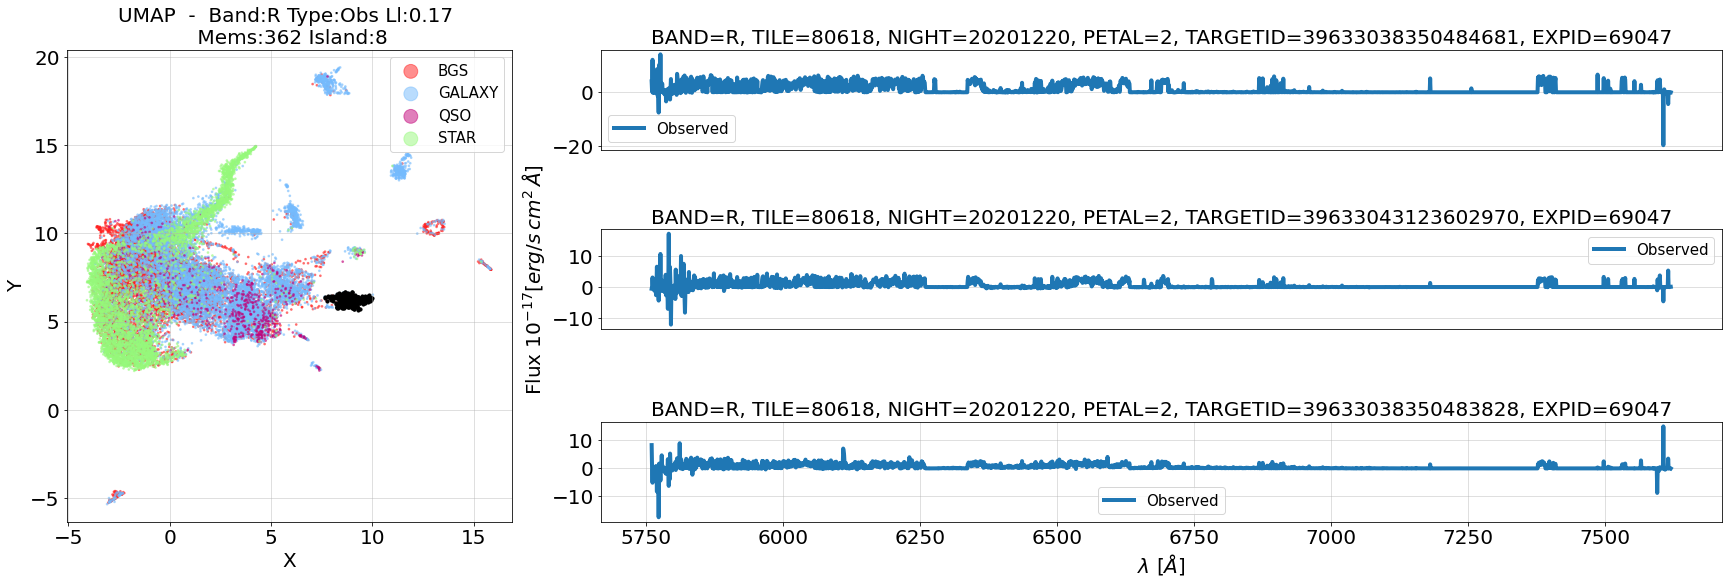 UMAP - Band:R Type:Obs Ll:0.17
Mems:362 Island:8
BGS
GALAXY
QSO
STAR
20
15
10
5
0
−5
Y
−5 0 5 10 15
X
Flux 10⁻¹⁷[erg/s cm² Å]
BAND=R, TILE=80618, NIGHT=20201220, PETAL=2, TARGETID=39633038350484681, EXPID=69047
0
−20
Observed
BAND=R, TILE=80618, NIGHT=20201220, PETAL=2, TARGETID=39633043123602970, EXPID=69047
10
0
−10
Observed
BAND=R, TILE=80618, NIGHT=20201220, PETAL=2, TARGETID=39633038350483828, EXPID=69047
10
0
−10
Observed
5750 6000 6250 6500 6750 7000 7250 7500
λ [Å]